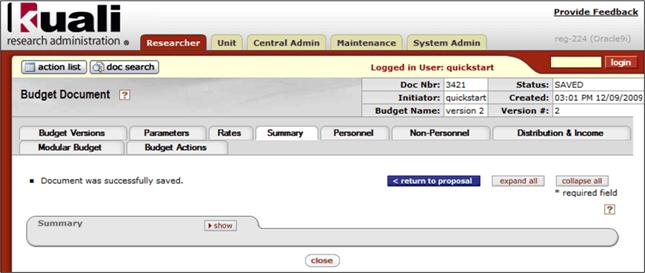 kuali
research administration ®
Provide Feedback
Researcher Unit Central Admin Maintenance System Admin
reg-224 (Oracle9i)
action list doc search
Logged in User: quickstart
login
Budget Document ?
Doc Nbr: 3421 Status: SAVED
Initiator: quickstart Created: 03:01 PM 12/09/2009
Budget Name: version 2 Version #: 2
Budget Versions Parameters Rates Summary Personnel Non-Personnel Distribution & Income
Modular Budget Budget Actions
Document was successfully saved.
< return to proposal expand all collapse all
* required field
?
Summary show
close